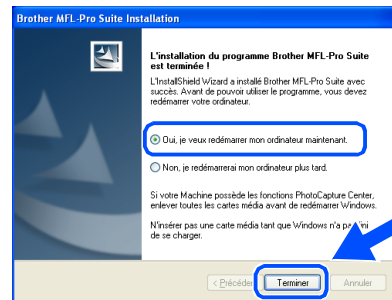 Brother MFL-Pro Suite Installation
L'installation du programme Brother MFL-Pro Suite
est terminée !
L'InstallShield Wizard a installé Brother MFL-Pro Suite avec
succès. Avant de pouvoir utiliser le programme, vous devez
redémarrer votre ordinateur.
Oui, je veux redémarrer mon ordinateur maintenant.
Non, je redémarrerai mon ordinateur plus tard.
Si votre Machine possède les fonctions PhotoCapture Center,
enlever toutes les cartes média avant de redémarrer Windows.
N'insérer pas une carte média tant que Windows n'a pas fini
de se charger.
< Précéden Terminer Annuler